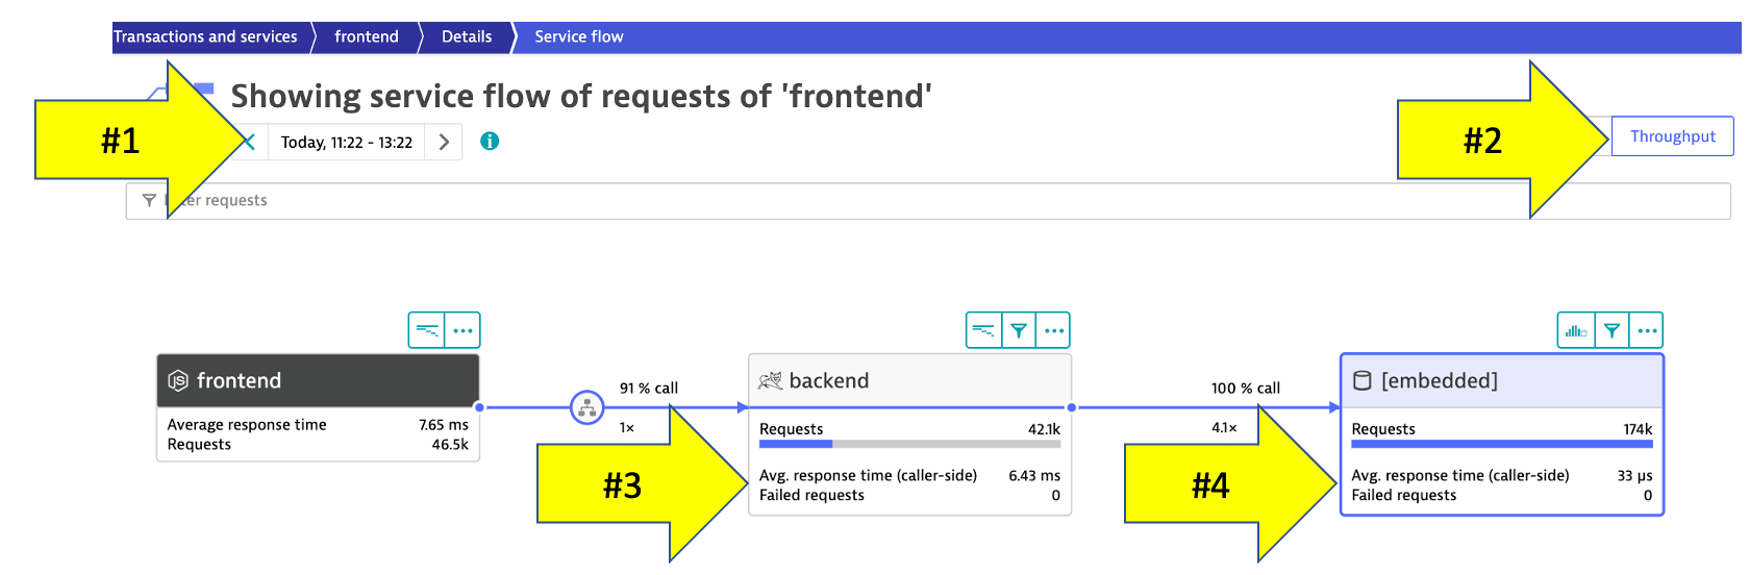 Transactions and services
frontend
Details
Service flow
Showing service flow of requests of 'frontend'
#1
Today, 11:22 - 13:22
#2
Throughput
requests
frontend
Average response time 7.65 ms
Requests 46.5k
91 % call
1×
backend
Requests 42.1k
Avg. response time (caller-side) 6.43 ms
Failed requests 0
#3
100 % call
4.1×
[embedded]
Requests 174k
Avg. response time (caller-side) 33 µs
Failed requests 0
#4